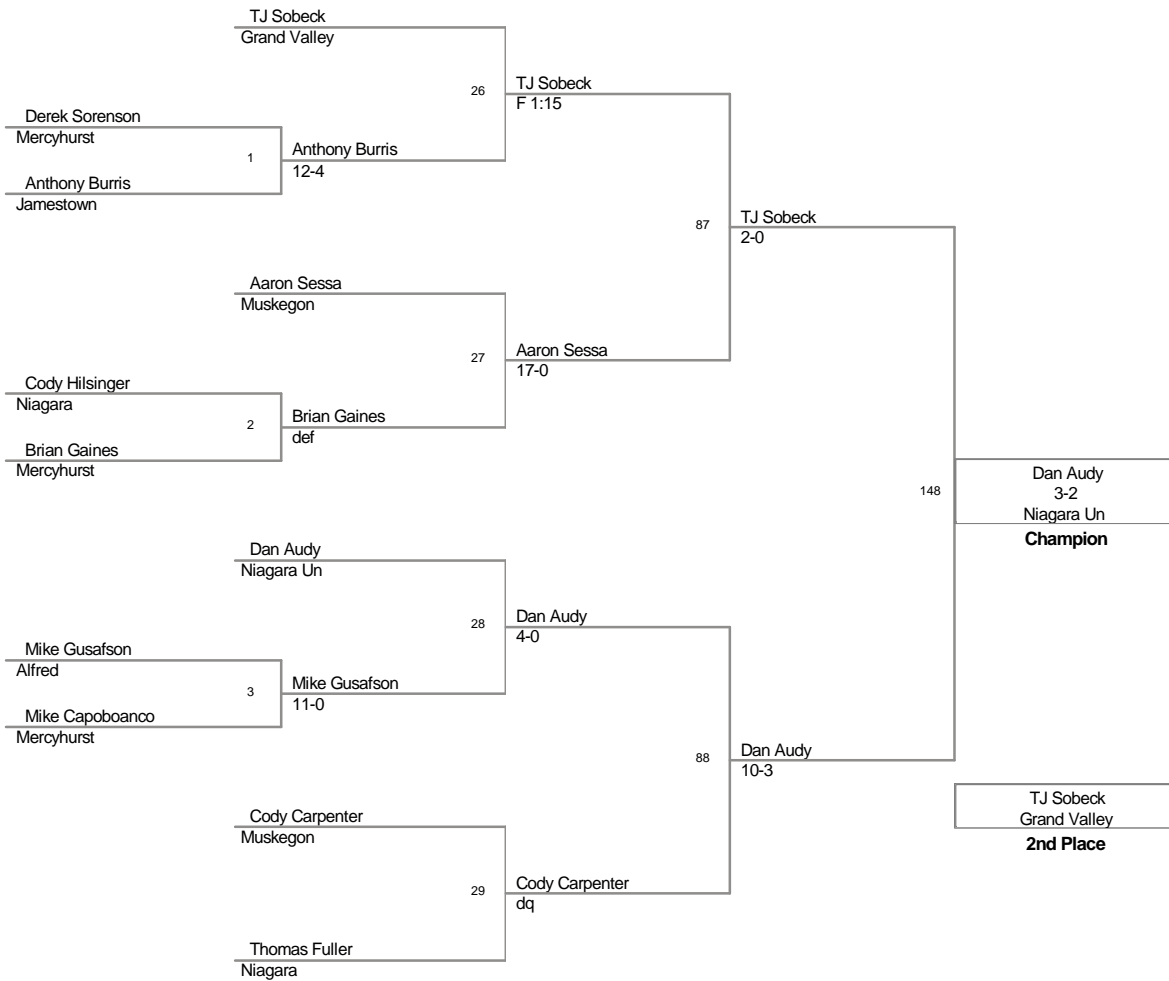 TJ Sobeck
Grand Valley
26
TJ Sobeck
F 1:15
Derek Sorenson
Mercyhurst
1
Anthony Burris
12-4
Anthony Burris
Jamestown
87
TJ Sobeck
2-0
Aaron Sessa
Muskegon
27
Aaron Sessa
17-0
Cody Hilsinger
Niagara
2
Brian Gaines
def
Brian Gaines
Mercyhurst
148
Dan Audy
3-2
Niagara Un
Champion
Dan Audy
Niagara Un
28
Dan Audy
4-0
Mike Gusafson
Alfred
3
Mike Gusafson
11-0
Mike Capoboanco
Mercyhurst
88
Dan Audy
10-3
TJ Sobeck
Grand Valley
2nd Place
Cody Carpenter
Muskegon
29
Cody Carpenter
dq
Thomas Fuller
Niagara